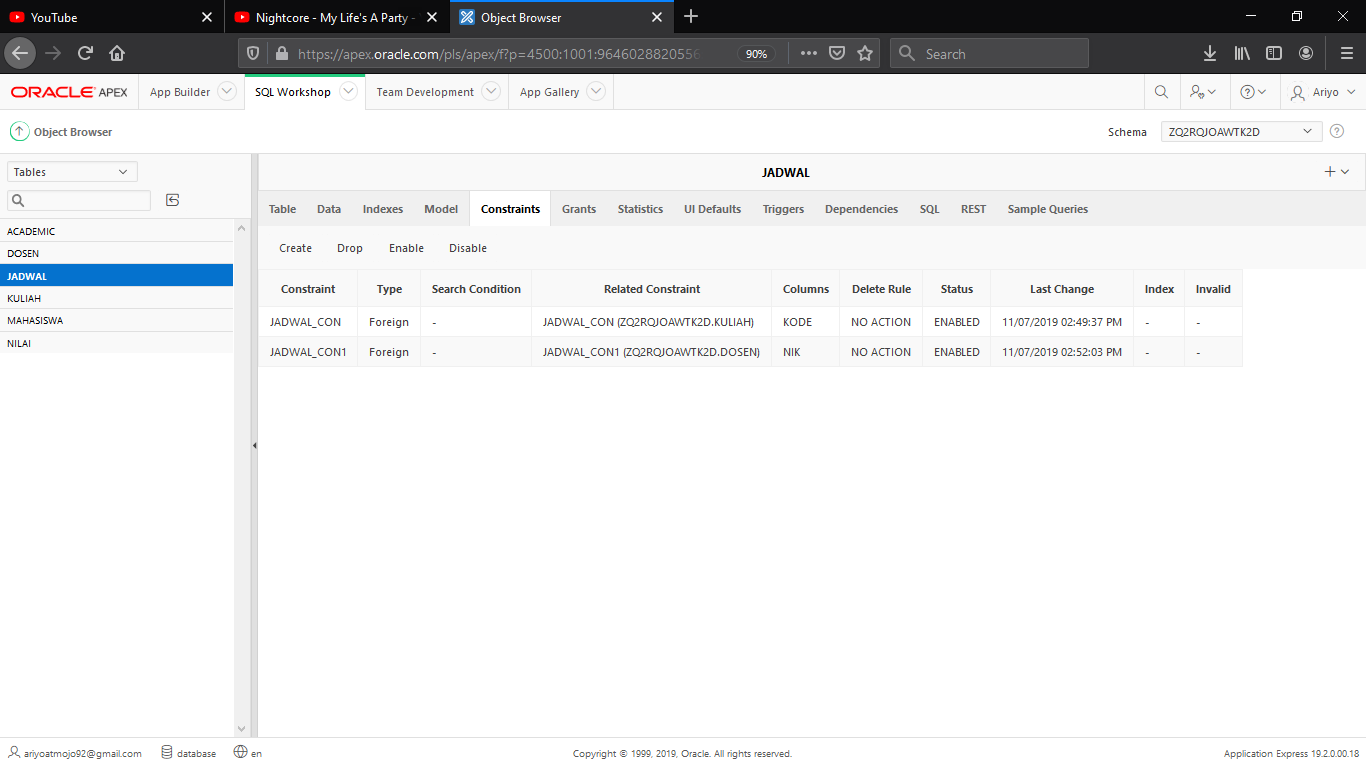 YouTube
Nightcore - My Life's A Party -
Object Browser
https://apex.oracle.com/pls/apex/f?p=4500:1001:9646028820556
90%
Search
ORACLE APEX
App Builder
SQL Workshop
Team Development
App Gallery
Ariyo
Object Browser
Schema
ZQ2RQJOAWTK2D
Tables
ACADEMIC
DOSEN
JADWAL
KULIAH
MAHASISWA
NILAI
JADWAL
Table Data Indexes Model Constraints Grants Statistics UI Defaults Triggers Dependencies SQL REST Sample Queries
Create Drop Enable Disable
Constraint Type Search Condition Related Constraint Columns Delete Rule Status Last Change Index Invalid
JADWAL_CON Foreign - JADWAL_CON (ZQ2RQJOAWTK2D.KULIAH) KODE NO ACTION ENABLED 11/07/2019 02:49:37 PM - -
JADWAL_CON1 Foreign - JADWAL_CON1 (ZQ2RQJOAWTK2D.DOSEN) NIK NO ACTION ENABLED 11/07/2019 02:52:03 PM - -
ariyoatmojo92@gmail.com database en
Copyright © 1999, 2019, Oracle. All rights reserved.
Application Express 19.2.0.00.18